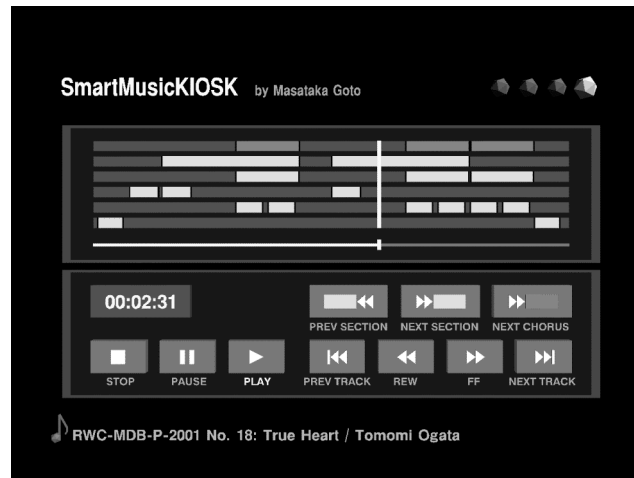 SmartMusicKIOSK by Masataka Goto
00:02:31
PREV SECTION NEXT SECTION NEXT CHORUS
STOP PAUSE PLAY PREV TRACK REW FF NEXT TRACK
RWC-MDB-P-2001 No. 18: True Heart / Tomomi Ogata